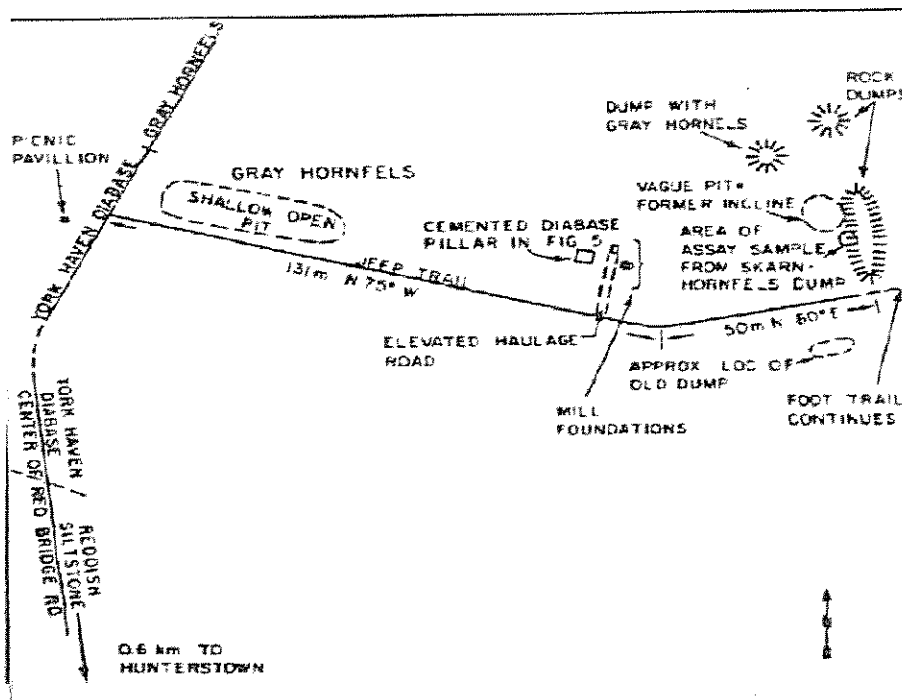 YORK HAVEN DIABASE
GRAY HORNFELS
PICNIC
PAVILLION
GRAY HORNFELS
SHALLOW OPEN
PIT
JEEP TRAIL
131m N 75° W
DUMP WITH
GRAY HORNELS
ROCK
DUMPS
VAGUE PIT=
FORMER INCLINE
CEMENTED DIABASE
PILLAR IN FIG 5
AREA OF
ASSAY SAMPLE
FROM SKARN-
HORNFELS DUMP
50m N 80°E
ELEVATED HAULAGE
ROAD
APPROX LOC OF
OLD DUMP
MILL
FOUNDATIONS
FOOT TRAIL
CONTINUES
YORK HAVEN
DIABASE
CENTER OF RED BRIDGE RD
REDDISH
SILTSTONE
0.6 km TO
HUNTERSTOWN